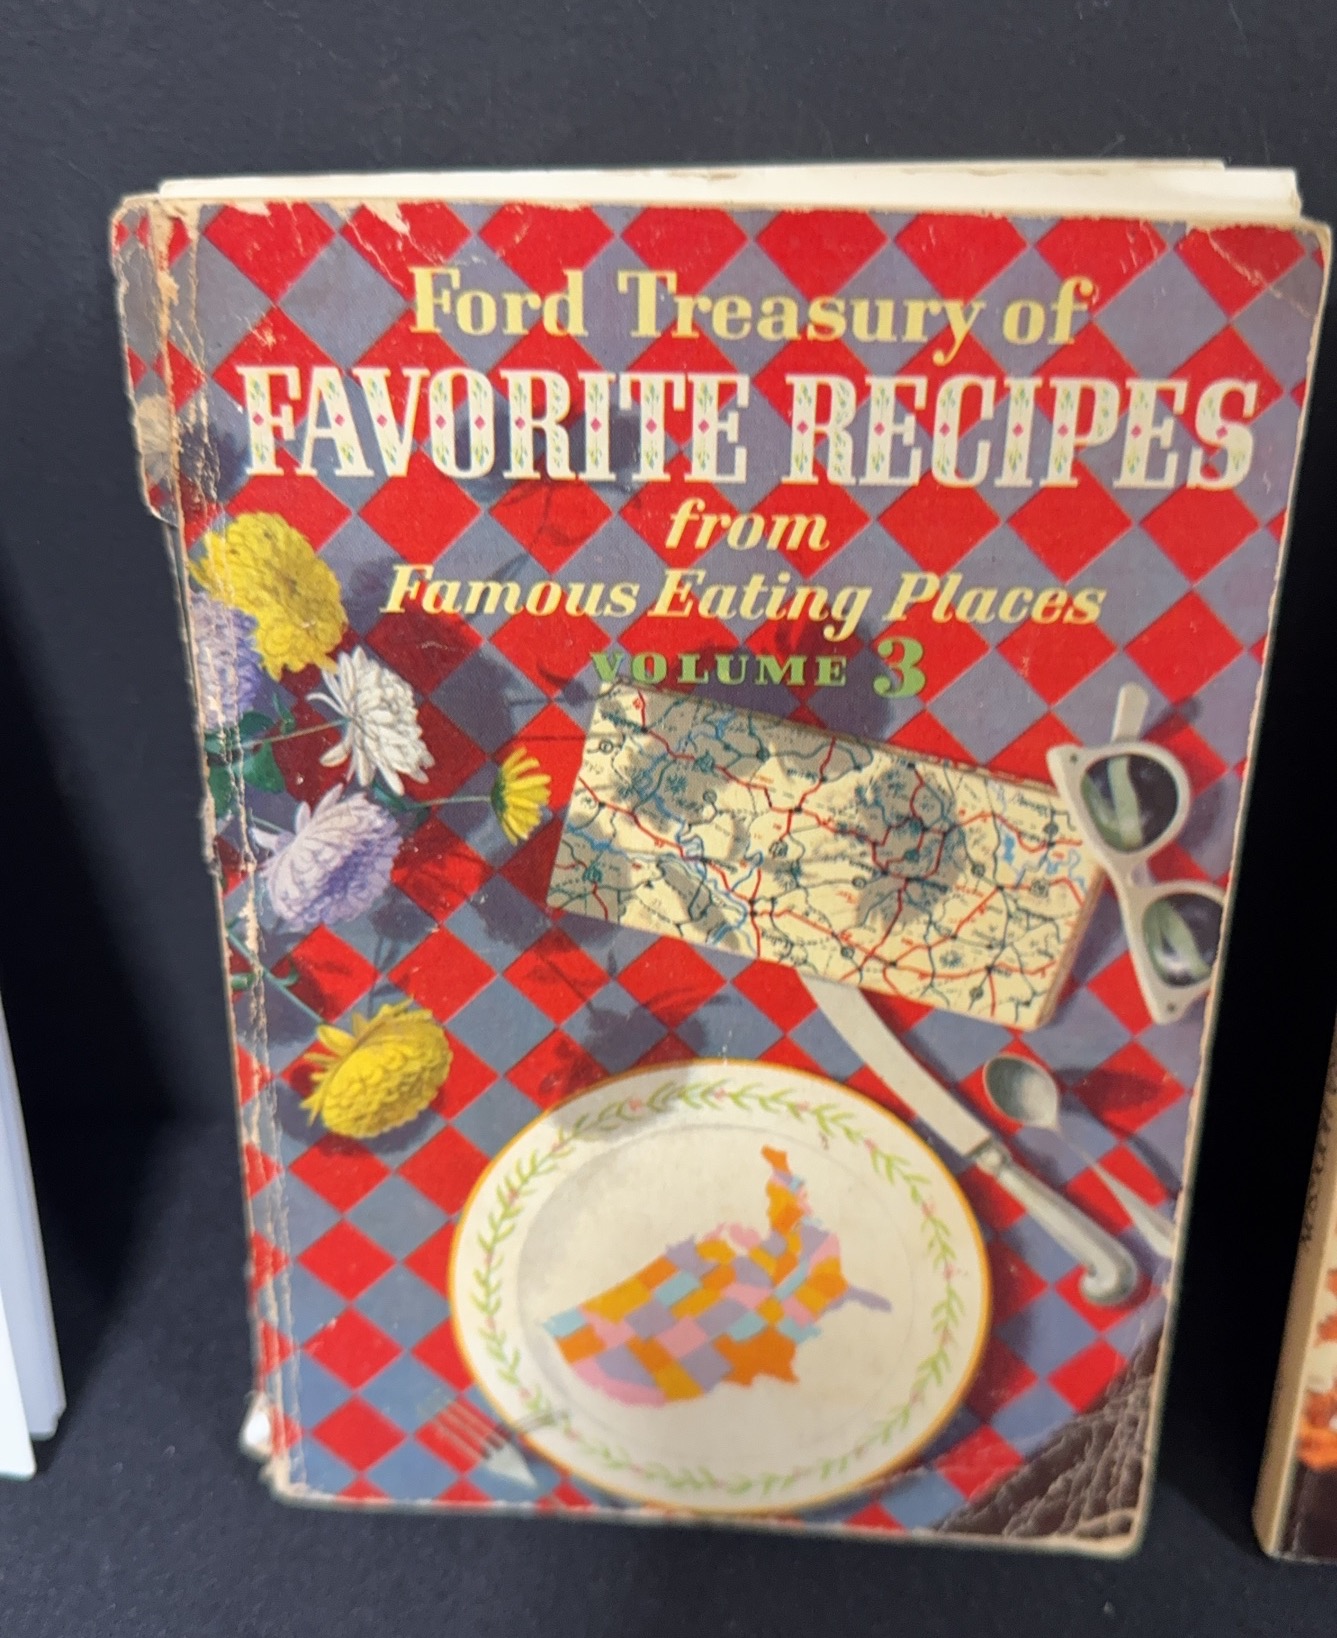 Ford Treasury of
FAVORITE RECIPES
from
Famous Eating Places
VOLUME 3